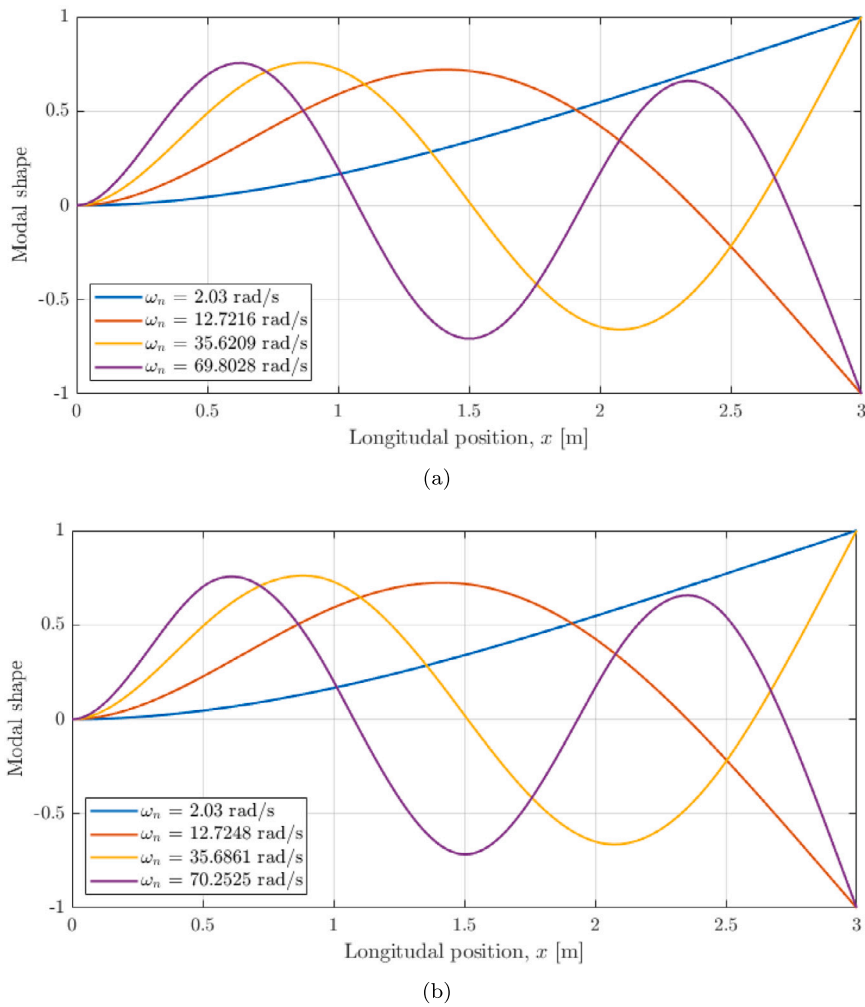 1
0.5
0
-0.5
-1
Modal shape
ωn = 2.03 rad/s
ωn = 12.7216 rad/s
ωn = 35.6209 rad/s
ωn = 69.8028 rad/s
0 0.5 1 1.5 2 2.5 3
Longitudal position, x [m]
(a)
1
0.5
0
-0.5
-1
Modal shape
ωn = 2.03 rad/s
ωn = 12.7248 rad/s
ωn = 35.6861 rad/s
ωn = 70.2525 rad/s
0 0.5 1 1.5 2 2.5 3
Longitudal position, x [m]
(b)